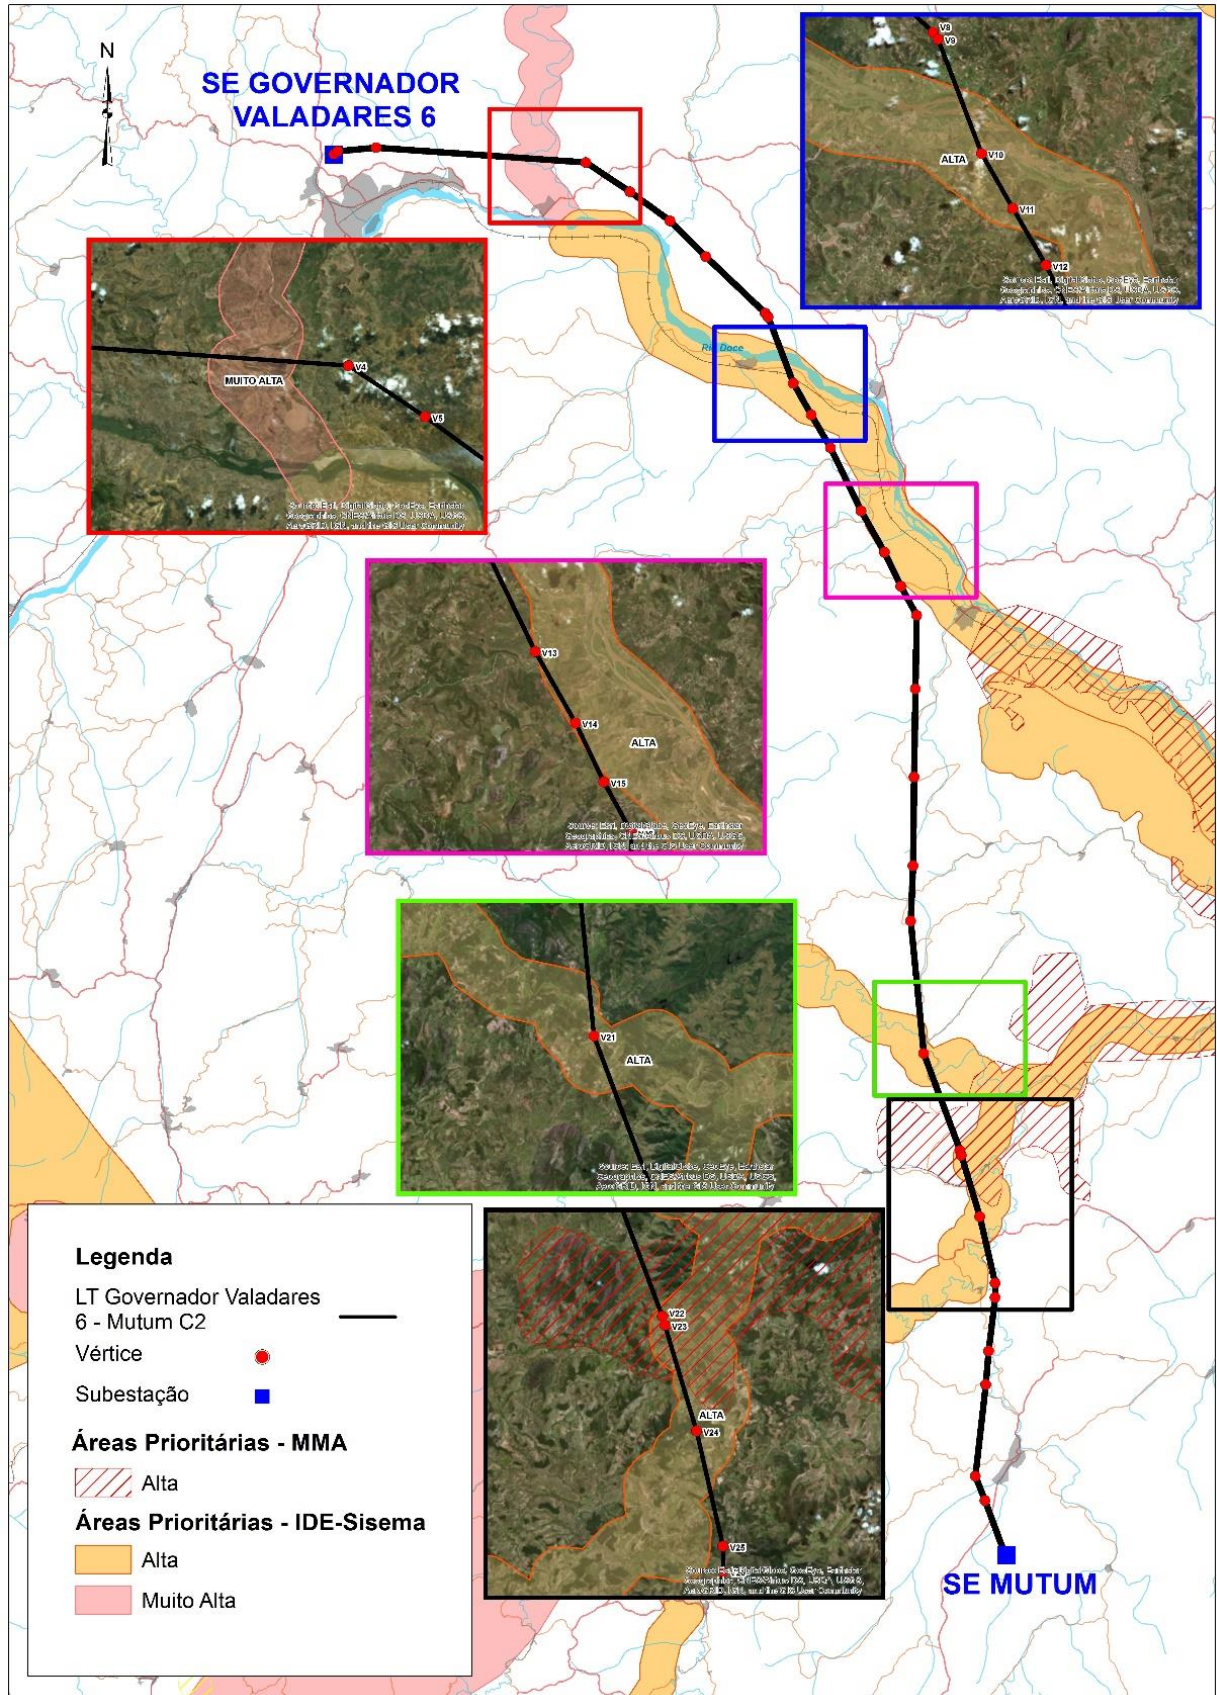 N
SE GOVERNADOR
VALADARES 6
V8
V9
ALTA
V10
V11
V12
MUITO ALTA
V4
V5
Rio Doce
V13
V14
ALTA
V15
V21
ALTA
V22
V23
ALTA
V24
V25
SE MUTUM
Legenda
LT Governador Valadares
6 - Mutum C2
Vértice
Subestação
Áreas Prioritárias - MMA
Alta
Áreas Prioritárias - IDE-Sisema
Alta
Muito Alta